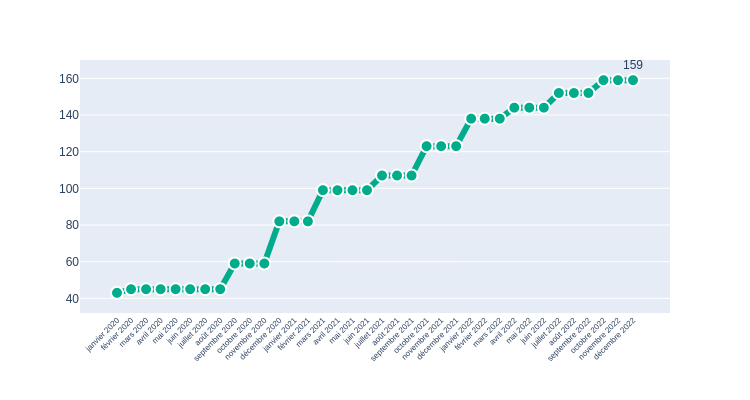 159
160
140
120
100
80
60
40
janvier 2020
février 2020
mars 2020
avril 2020
mai 2020
juin 2020
juillet 2020
août 2020
septembre 2020
octobre 2020
novembre 2020
décembre 2020
janvier 2021
février 2021
mars 2021
avril 2021
mai 2021
juin 2021
juillet 2021
août 2021
septembre 2021
octobre 2021
novembre 2021
décembre 2021
janvier 2022
février 2022
mars 2022
avril 2022
mai 2022
juin 2022
juillet 2022
août 2022
septembre 2022
octobre 2022
novembre 2022
décembre 2022